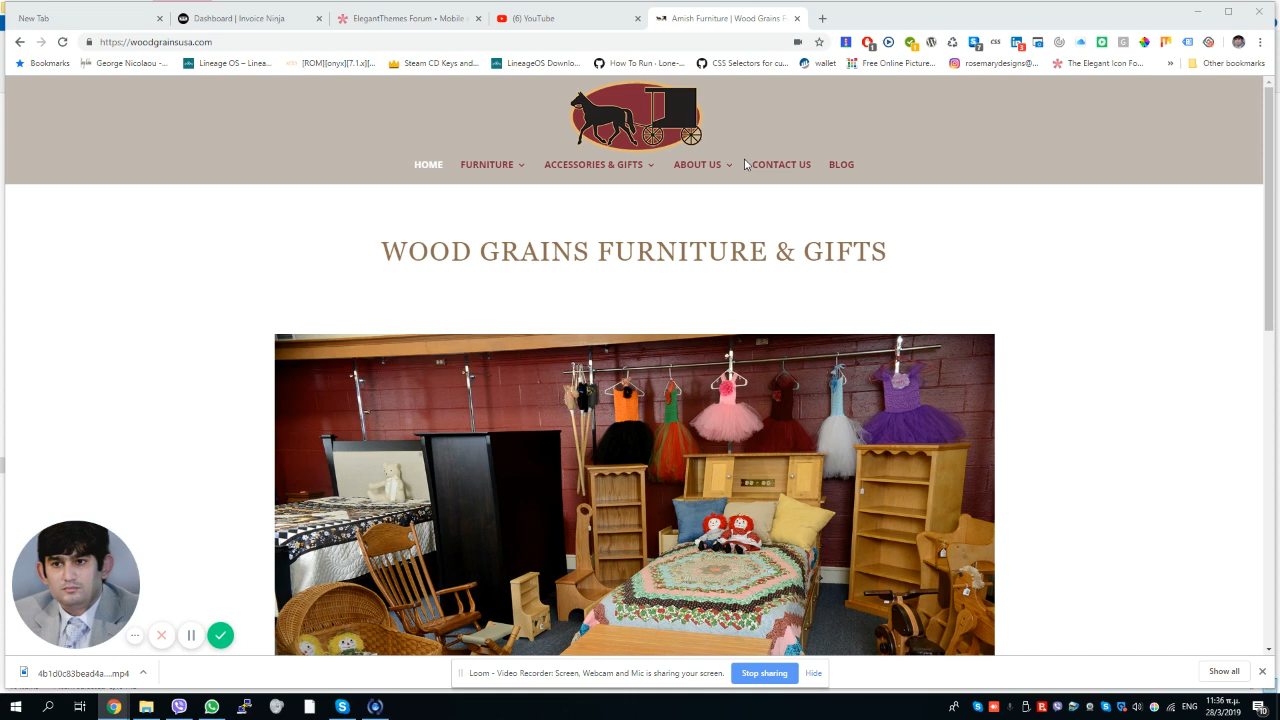 New Tab
Dashboard | Invoice Ninja
ElegantThemes Forum • Mobile
(6) YouTube
Amish Furniture | Wood Grains F
https://woodgrainsusa.com
Bookmarks
George Nicolaou -...
Lineage OS – Linea...
[ROM][onyx][7.1.x][...
Steam CD Keys and...
LineageOS Downlo...
How To Run : Lone-...
CSS Selectors for cu...
wallet
Free Online Picture...
rosemarydesigns@...
The Elegant Icon Fo...
»
Other bookmarks
HOME
FURNITURE
ACCESSORIES & GIFTS
ABOUT US
CONTACT US
BLOG
WOOD GRAINS FURNITURE & GIFTS
Loom - Video Recorder: Screen, Webcam and Mic is sharing your screen.
Stop sharing
Hide
Show all
11:36 π.μ.
28/3/2019
ENG